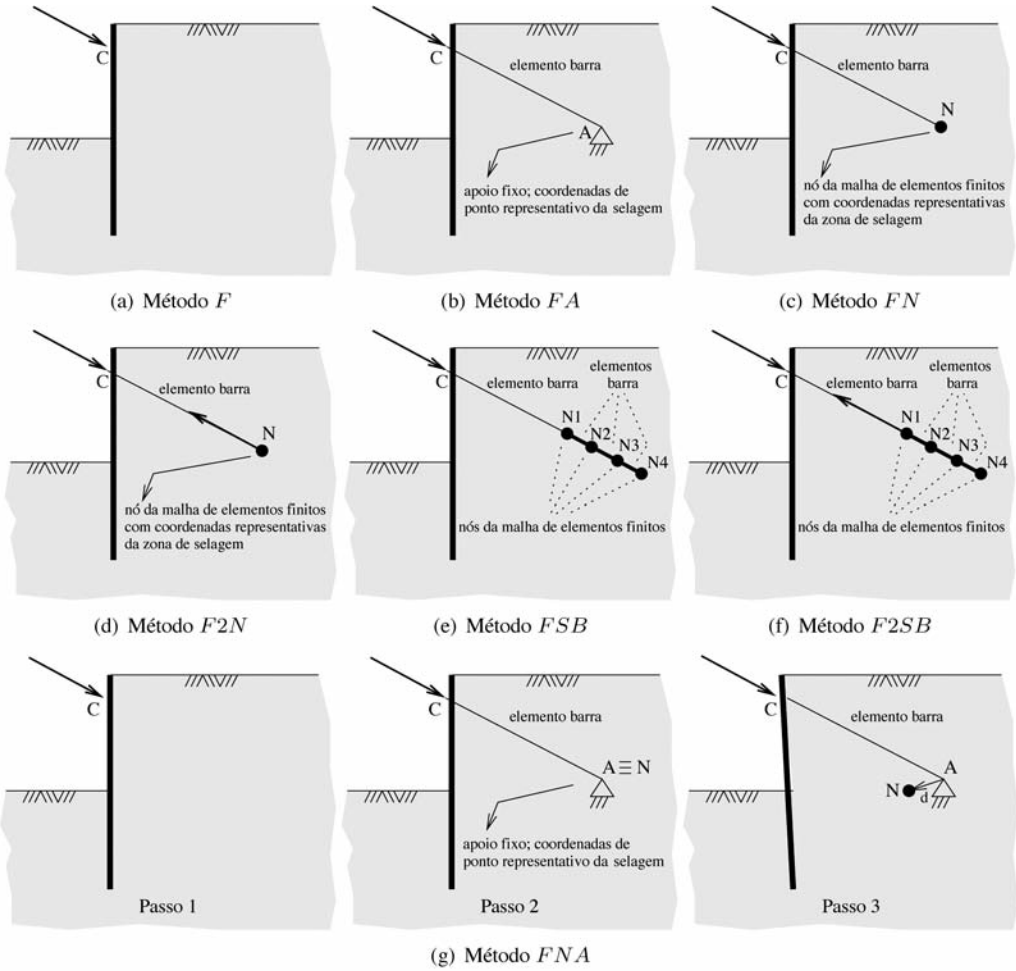 C
(a) Método F
C
elemento barra
A
apoio fixo; coordenadas de
ponto representativo da selagem
(b) Método FA
C
elemento barra
N
nó da malha de elementos finitos
com coordenadas representativas
da zona de selagem
(c) Método FN
C
elemento barra
N
nó da malha de elementos finitos
com coordenadas representativas
da zona de selagem
(d) Método F2N
C
elemento barra
elementos
barra
N1
N2
N3
N4
nós da malha de elementos finitos
(e) Método FSB
C
elemento barra
elementos
barra
N1
N2
N3
N4
nós da malha de elementos finitos
(f) Método F2SB
C
Passo 1
C
elemento barra
A ≡ N
apoio fixo; coordenadas de
ponto representativo da selagem
Passo 2
C
elemento barra
A
N
d
Passo 3
(g) Método FNA